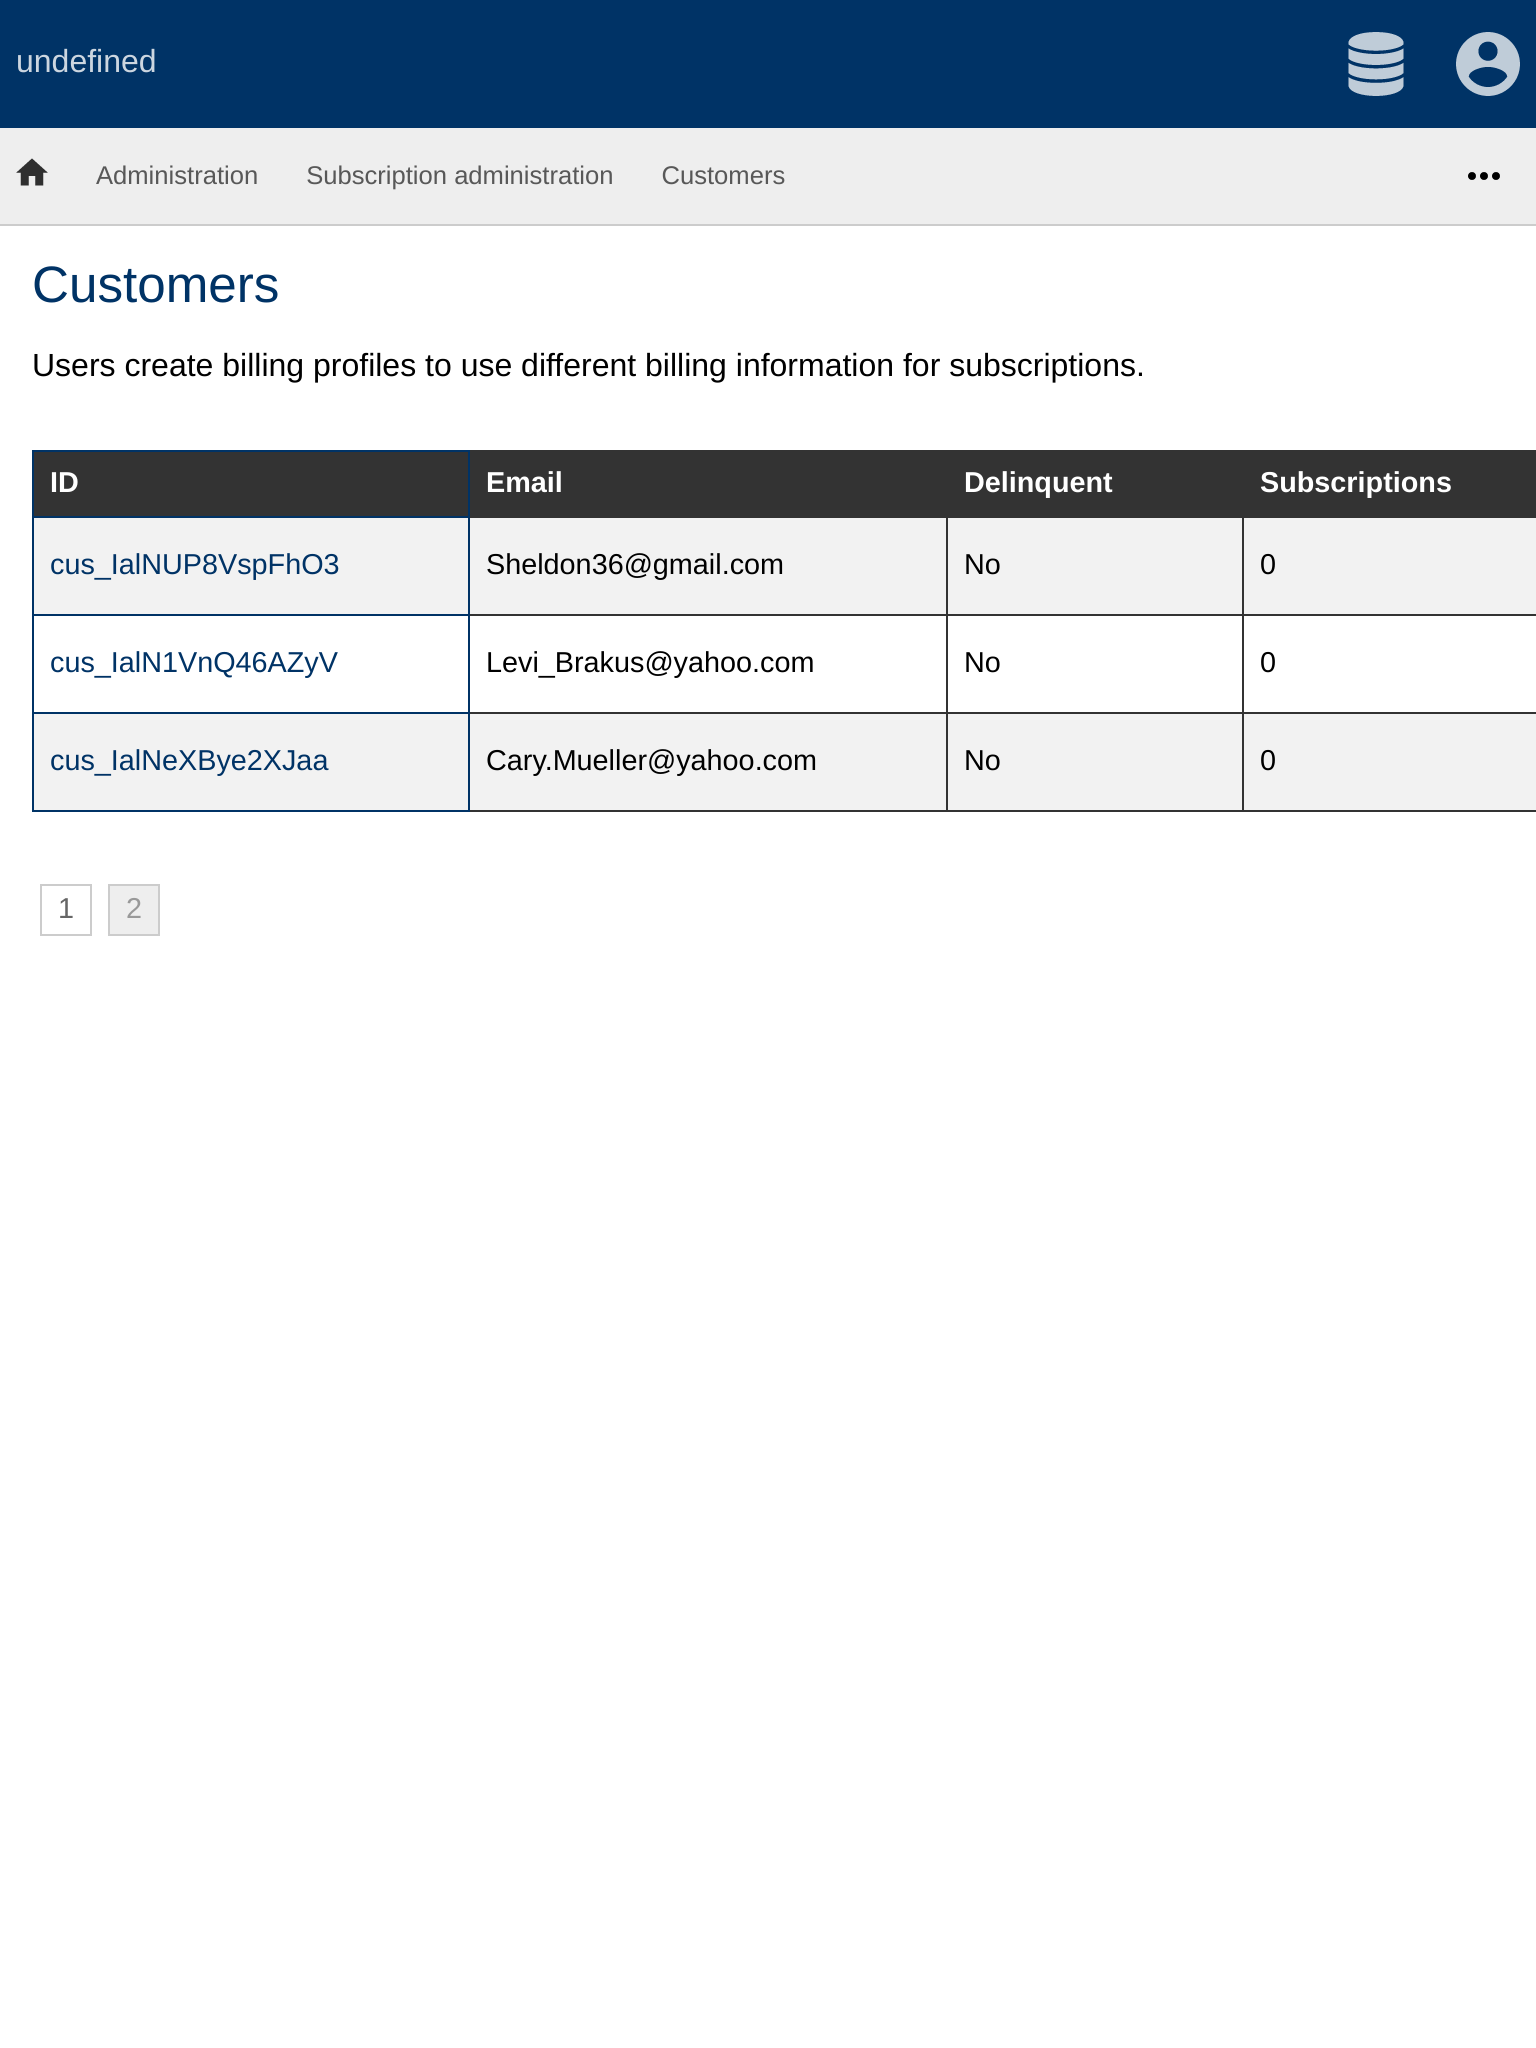 undefined
Administration Subscription administration Customers
Customers
Users create billing profiles to use different billing information for subscriptions.
ID Email Delinquent Subscriptions
cus_IalNUP8VspFhO3 Sheldon36@gmail.com No 0
cus_IalN1VnQ46AZyV Levi_Brakus@yahoo.com No 0
cus_IalNeXBye2XJaa Cary.Mueller@yahoo.com No 0
1 2